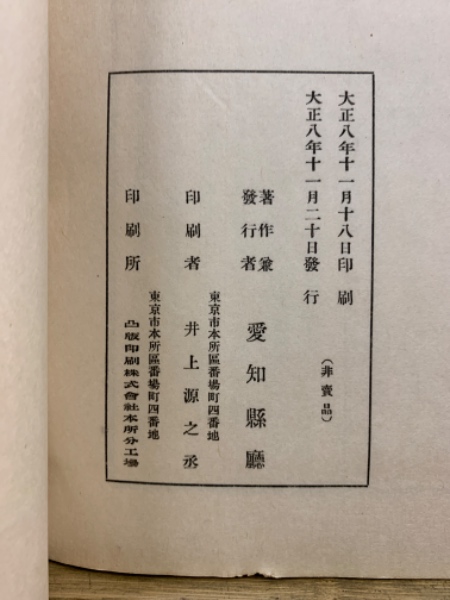 大正八年十一月十八日印刷
大正八年十一月二十日發行
（非賣品）
著作兼
發行者
愛知縣廳
東京市本所區番場町四番地
印刷者
井上源之丞
東京市本所區番場町四番地
印刷所
凸版印刷株式會社本所分工場